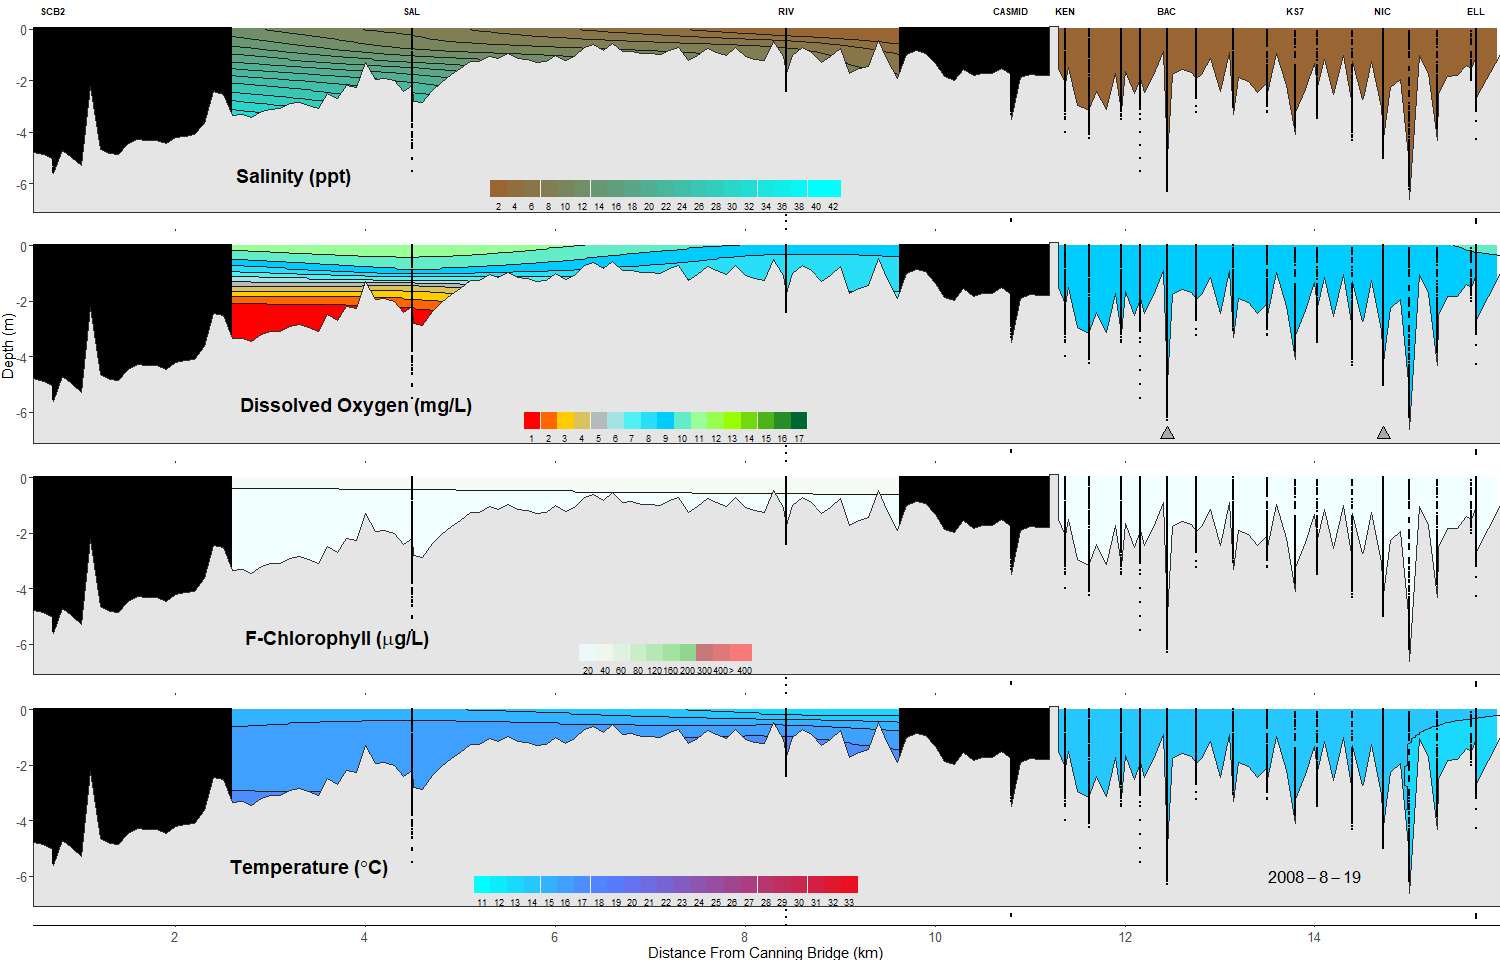 SCB2 SAL RIV CASMID KEN BAC KS7 NIC ELL
0
-2
-4
-6
Salinity (ppt)
2 4 6 8 10 12 14 16 18 20 22 24 26 28 30 32 34 36 38 40 42
0
-2
-4
-6
Depth (m)
Dissolved Oxygen (mg/L)
1 2 3 4 5 6 7 8 9 10 11 12 13 14 15 16 17
0
-2
-4
-6
F-Chlorophyll (μg/L)
20 40 60 80 120 160 200 300 400 > 400
0
-2
-4
-6
Temperature (°C)
11 12 13 14 15 16 17 18 19 20 21 22 23 24 25 26 27 28 29 30 31 32 33
2008 – 8 – 19
2 4 6 8 10 12 14
Distance From Canning Bridge (km)